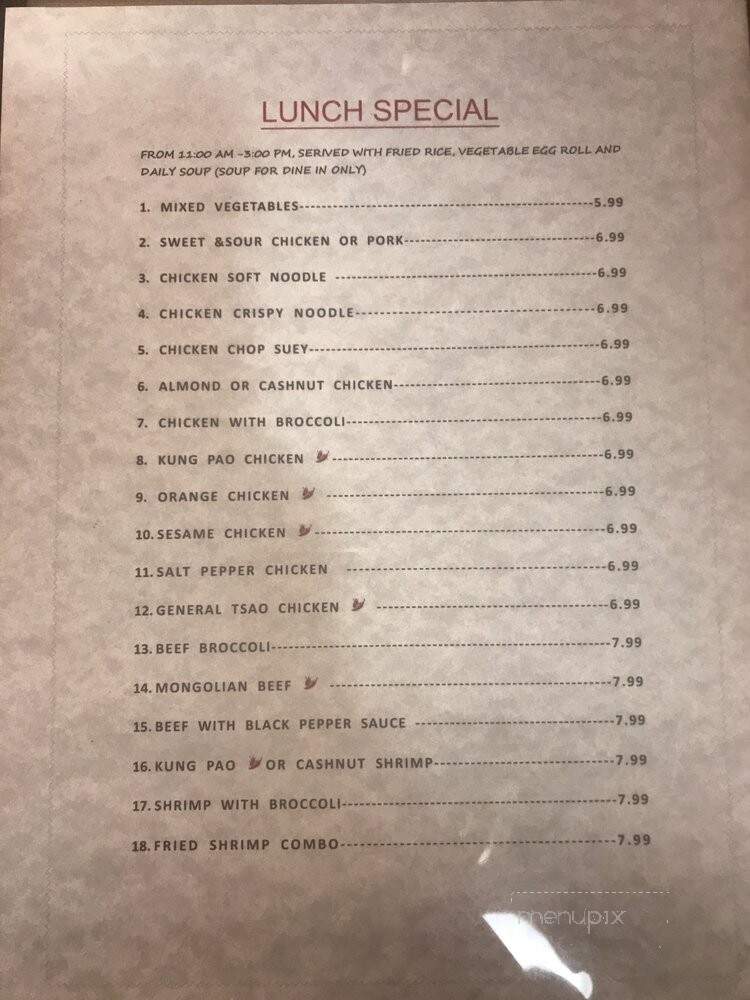 LUNCH SPECIAL
FROM 11:00 AM -3:00 PM, SERIVED WITH FRIED RICE, VEGETABLE EGG ROLL AND
DAILY SOUP (SOUP FOR DINE IN ONLY)
1. MIXED VEGETABLES-----------------------------------------5.99
2. SWEET &SOUR CHICKEN OR PORK---------------------------6.99
3. CHICKEN SOFT NOODLE -------------------------------------6.99
4. CHICKEN CRISPY NOODLE----------------------------------6.99
5. CHICKEN CHOP SUEY-----------------------------------------6.99
6. ALMOND OR CASHNUT CHICKEN-----------------------------6.99
7. CHICKEN WITH BROCCOLI------------------------------------6.99
8. KUNG PAO CHICKEN --------------------------------------6.99
9. ORANGE CHICKEN ---------------------------------------6.99
10. SESAME CHICKEN -----------------------------------------6.99
11. SALT PEPPER CHICKEN -------------------------------------6.99
12. GENERAL TSAO CHICKEN ---------------------------------6.99
13. BEEF BROCCOLI------------------------------------------------7.99
14. MONGOLIAN BEEF ----------------------------------------7.99
15. BEEF WITH BLACK PEPPER SAUCE ----------------------------7.99
16. KUNG PAO OR CASHNUT SHRIMP--------------------------7.99
17. SHRIMP WITH BROCCOLI---------------------------------------7.99
18. FRIED SHRIMP COMBO---------------------------------------7.99
menupix